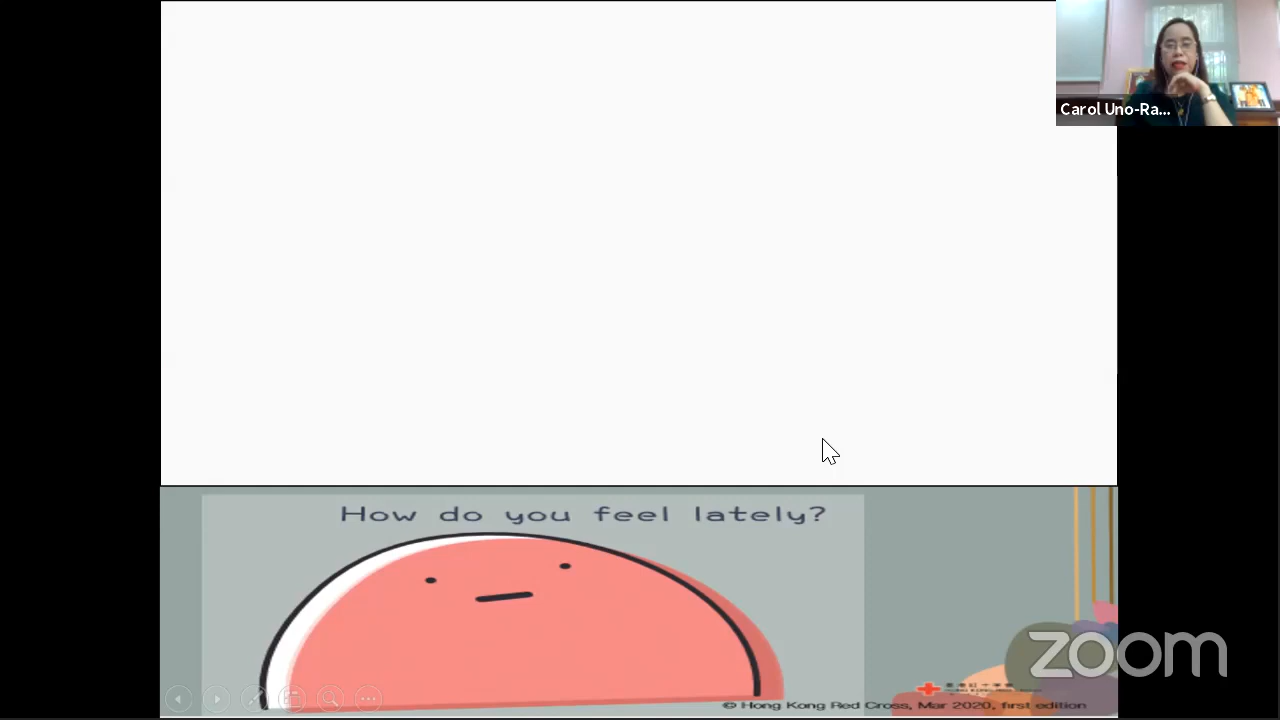 Carol Uno-Ra...
How do you feel lately?
zoom
© Hong Kong Red Cross, Mar 2020, first edition